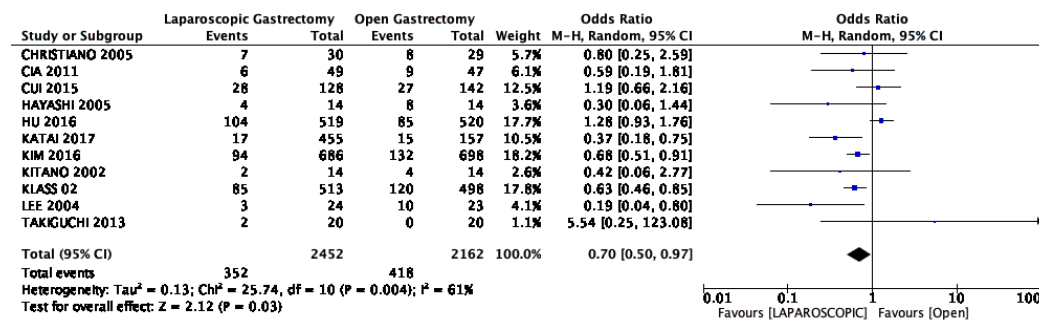 Laparoscopic Gastrectomy Open Gastrectomy Odds Ratio Odds Ratio
Study or Subgroup Events Total Events Total Weight M-H, Random, 95% CI M-H, Random, 95% CI
CHRISTIANO 2005 7 30 8 29 5.7% 0.80 [0.25, 2.59]
CIA 2011 6 49 9 47 6.1% 0.59 [0.19, 1.81]
CUI 2015 28 128 27 142 12.5% 1.19 [0.66, 2.16]
HAYASHI 2005 4 14 8 14 3.6% 0.30 [0.06, 1.44]
HU 2016 104 519 85 520 17.7% 1.28 [0.93, 1.76]
KATAI 2017 17 455 15 157 10.5% 0.37 [0.18, 0.75]
KIM 2016 94 686 132 698 18.2% 0.68 [0.51, 0.91]
KITANO 2002 2 14 4 14 2.6% 0.42 [0.06, 2.77]
KLASS 02 85 513 120 498 17.8% 0.63 [0.46, 0.85]
LEE 2004 3 24 10 23 4.1% 0.19 [0.04, 0.80]
TAKIGUCHI 2013 2 20 0 20 1.1% 5.54 [0.25, 123.08]
Total (95% CI) 2452 2162 100.0% 0.70 [0.50, 0.97]
Total events 352 418
Heterogeneity: Tau² = 0.13; Chi² = 25.74, df = 10 (P = 0.004); I² = 61%
Test for overall effect: Z = 2.12 (P = 0.03)
0.01 0.1 1 10 100
Favours [LAPAROSCOPIC] Favours [Open]